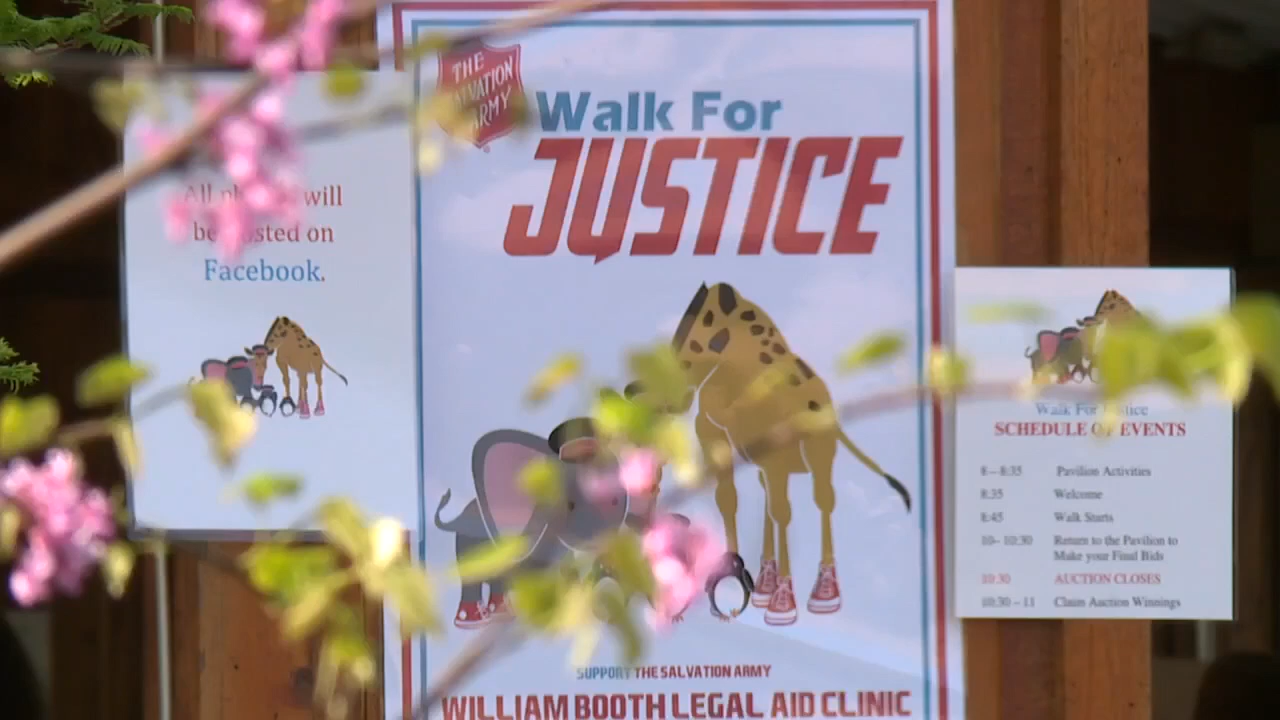 All will
be on
Facebook.
THE
SALVATION
ARMY
Walk For
JUSTICE
SUPPORT THE SALVATION ARMY
WILLIAM BOOTH LEGAL AID CLINIC
Walk For Justice
SCHEDULE OF EVENTS
8 – 8:35 Pavilion Activities
8:35 Welcome
8:45 Walk Starts
10 – 10:30 Return to the Pavilion to
Make your Final Bids
10:30 AUCTION CLOSES
10:30 – 11 Claim Auction Winnings